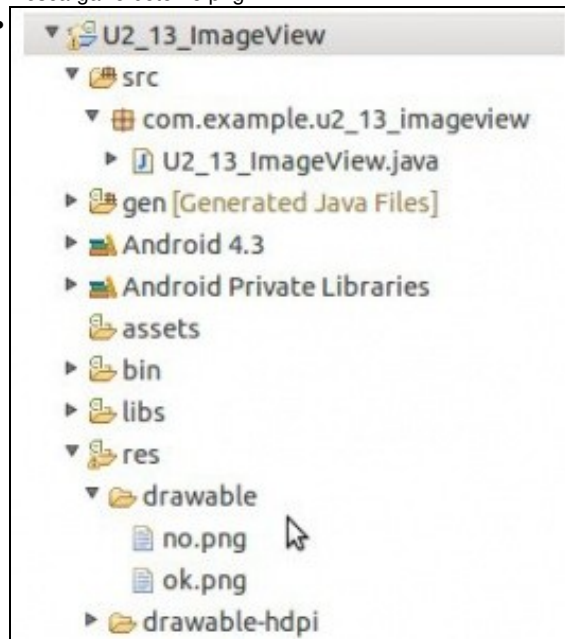 U2_13_ImageView
src
com.example.u2_13_imageview
U2_13_ImageView.java
gen [Generated Java Files]
Android 4.3
Android Private Libraries
assets
bin
libs
res
drawable
no.png
ok.png
drawable-hdpi